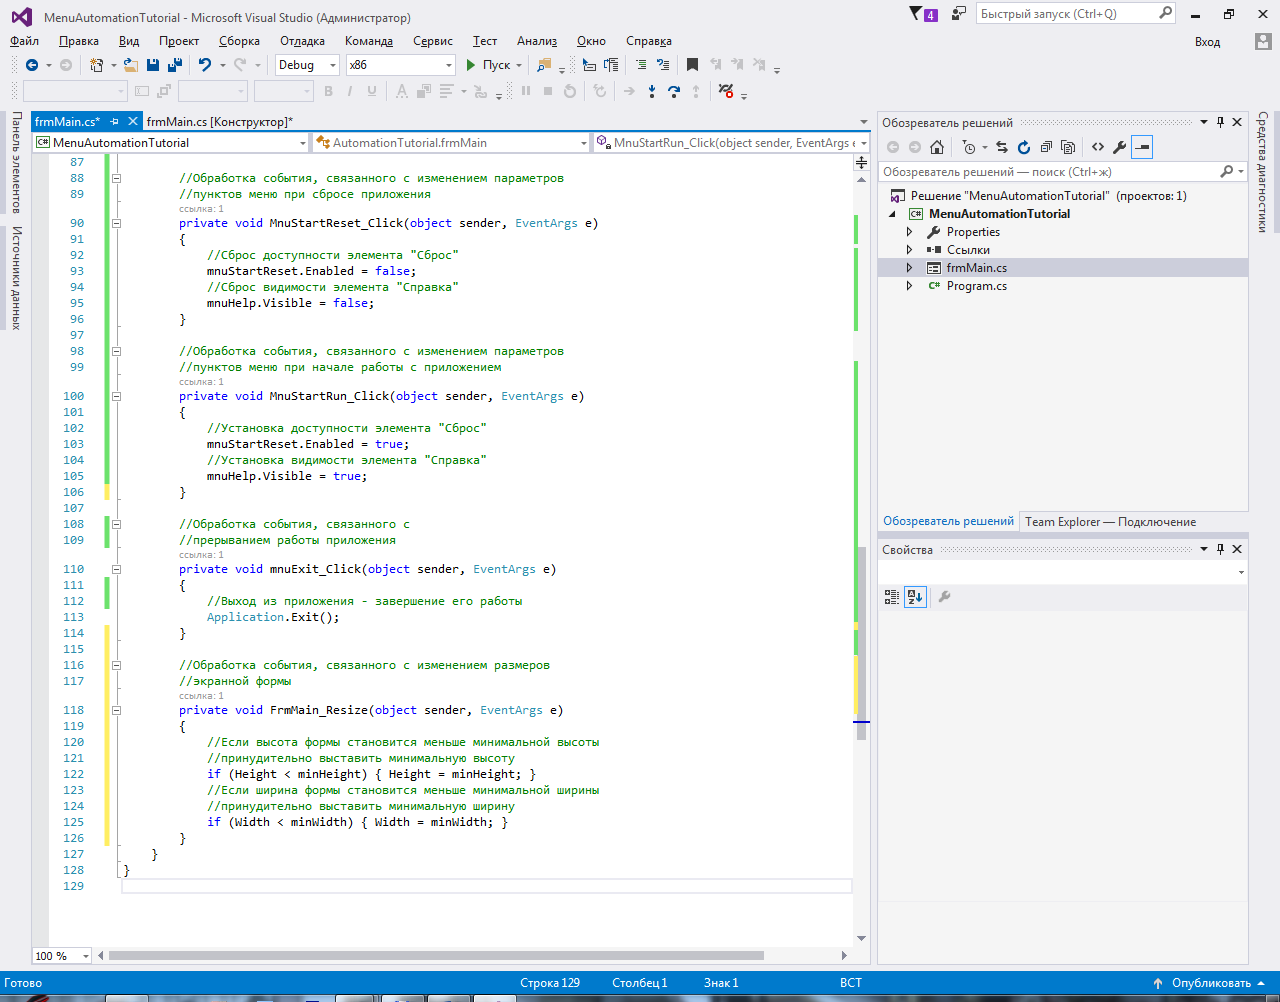 MenuAutomationTutorial - Microsoft Visual Studio (Администратор)
4
Быстрый запуск (Ctrl+Q)
Файл Правка Вид Проект Сборка Отладка Команда Сервис Тест Анализ Окно Справка
Вход
Debug x86 Пуск
Панель элементов
Источники данных
frmMain.cs* frmMain.cs [Конструктор]*
MenuAutomationTutorial AutomationTutorial.frmMain MnuStartRun_Click(object sender, EventArgs e
87
88 //Обработка события, связанного с изменением параметров
89 //пунктов меню при сбросе приложения
ссылка: 1
90 private void MnuStartReset_Click(object sender, EventArgs e)
91 {
92 //Сброс доступности элемента "Сброс"
93 mnuStartReset.Enabled = false;
94 //Сброс видимости элемента "Справка"
95 mnuHelp.Visible = false;
96 }
97
98 //Обработка события, связанного с изменением параметров
99 //пунктов меню при начале работы с приложением
ссылка: 1
100 private void MnuStartRun_Click(object sender, EventArgs e)
101 {
102 //Установка доступности элемента "Сброс"
103 mnuStartReset.Enabled = true;
104 //Установка видимости элемента "Справка"
105 mnuHelp.Visible = true;
106 }
107
108 //Обработка события, связанного с
109 //прерыванием работы приложения
ссылка: 1
110 private void mnuExit_Click(object sender, EventArgs e)
111 {
112 //Выход из приложения - завершение его работы
113 Application.Exit();
114 }
115
116 //Обработка события, связанного с изменением размеров
117 //экранной формы
ссылка: 1
118 private void FrmMain_Resize(object sender, EventArgs e)
119 {
120 //Если высота формы становится меньше минимальной высоты
121 //принудительно выставить минимальную высоту
122 if (Height < minHeight) { Height = minHeight; }
123 //Если ширина формы становится меньше минимальной ширины
124 //принудительно выставить минимальную ширину
125 if (Width < minWidth) { Width = minWidth; }
126 }
127 }
128 }
129
100 %
Обозреватель решений
Обозреватель решений — поиск (Ctrl+ж)
Решение "MenuAutomationTutorial" (проектов: 1)
MenuAutomationTutorial
Properties
Ссылки
frmMain.cs
Program.cs
Обозреватель решений Team Explorer — Подключение
Свойства
Средства диагностики
Готово Строка 129 Столбец 1 Знак 1 ВСТ Опубликовать